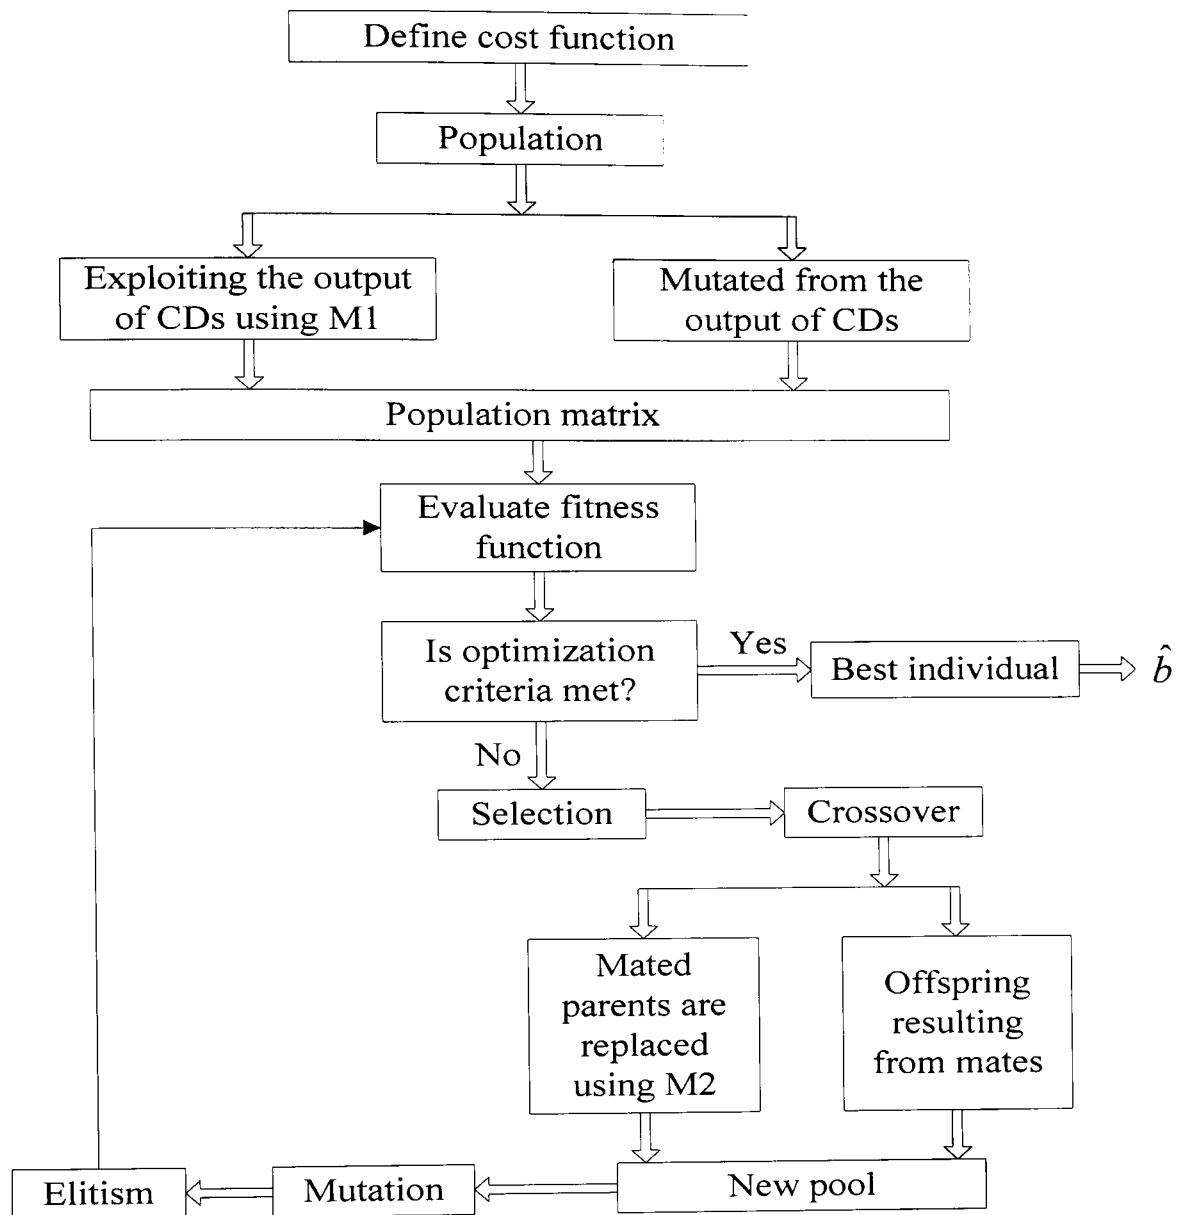 Define cost function
Population
Exploiting the output
of CDs using M1
Mutated from the
output of CDs
Population matrix
Evaluate fitness
function
Is optimization
criteria met?
Yes
Best individual
b̂
No
Selection
Crossover
Mated
parents are
replaced
using M2
Offspring
resulting
from mates
Elitism
Mutation
New pool